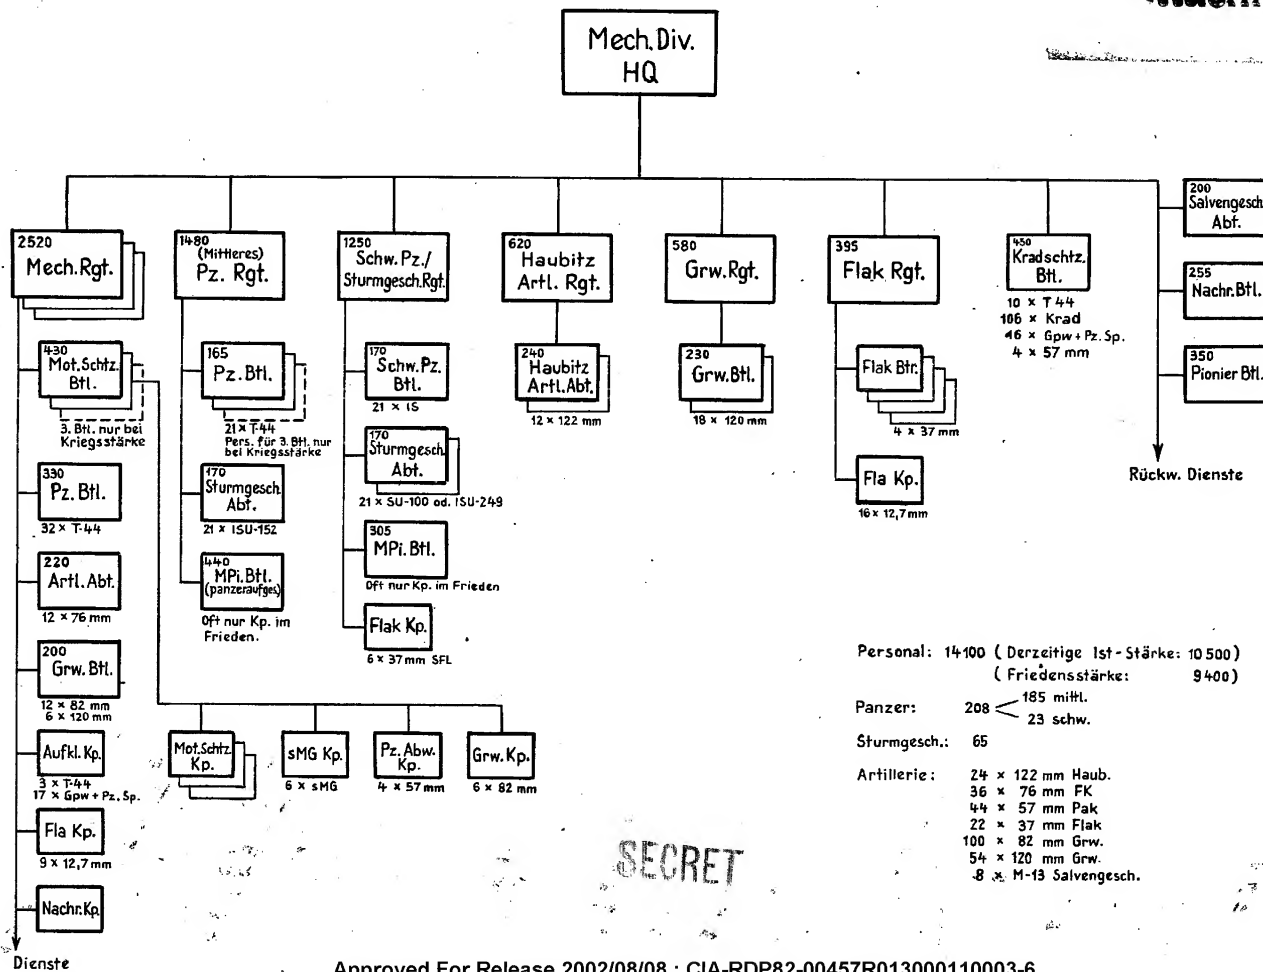 Mech. Div.
HQ
2520
Mech. Rgt.
1480
(Mittleres)
Pz. Rgt.
1250
Schw. Pz./
Sturmgesch. Rgt.
620
Haubitz
Artl. Rgt.
580
Grw. Rgt.
395
Flak Rgt.
450
Kradschtz.
Btl.
10 x T 44
106 x Krad
16 x Gpw + Pz. Sp.
4 x 57 mm
200
Salvengesch.
Abt.
255
Nachr. Btl.
350
Pionier Btl.
Rückw. Dienste
430
Mot. Schtz.
Btl.
3. Btl. nur bei
Kriegsstärke
330
Pz. Btl.
32 x T-44
220
Artl. Abt.
12 x 76 mm
200
Grw. Btl.
12 x 82 mm
6 x 120 mm
Aufkl. Kp.
3 x T-44
17 x Gpw + Pz. Sp.
Fla Kp.
9 x 12,7 mm
Nachr. Kp.
Dienste
165
Pz. Btl.
21 x T-44
Pers. für 3. Btl. nur
bei Kriegsstärke
170
Sturmgesch.
Abt.
21 x ISU-152
440
MPi. Btl.
(panzeraufges.)
Oft nur Kp. im
Frieden.
170
Schw. Pz.
Btl.
21 x IS
170
Sturmgesch.
Abt.
21 x SU-100 od. ISU-249
305
MPi. Btl.
Oft nur Kp. im Frieden
Flak Kp.
6 x 37 mm SFL
240
Haubitz
Artl. Abt.
12 x 122 mm
230
Grw. Btl.
18 x 120 mm
Flak Btr.
4 x 37 mm
Fla Kp.
16 x 12,7 mm
Mot. Schtz.
Kp.
sMG Kp.
6 x sMG
Pz. Abw.
Kp.
4 x 57 mm
Grw. Kp.
6 x 82 mm
Personal: 14100 ( Derzeitige Ist-Stärke: 10 500 )
( Friedensstärke: 9400 )
Panzer: 208
185 mittl.
23 schw.
Sturmgesch.: 65
Artillerie: 24 x 122 mm Haub.
36 x 76 mm FK
44 x 57 mm Pak
22 x 37 mm Flak
100 x 82 mm Grw.
54 x 120 mm Grw.
8 x M-13 Salvengesch.
SECRET
Approved For Release 2002/08/08 : CIA-RDP82-00457R013000110003-6